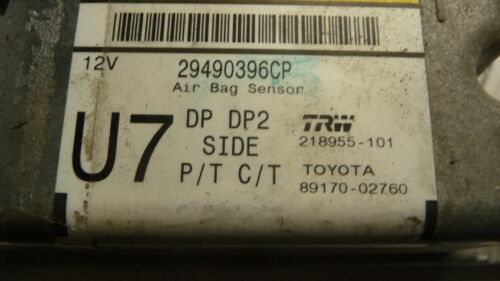 12V 29490396CP
Air Bag Sensor
U7 DP DP2 TRW
SIDE 218955-101
P/T C/T TOYOTA
89170-02760